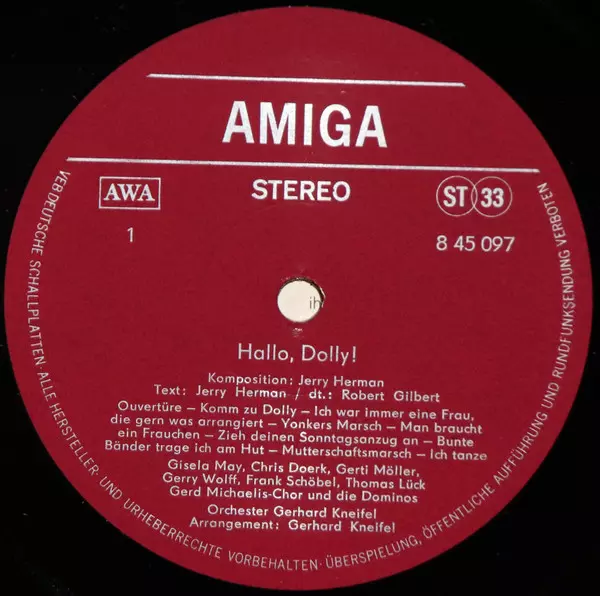 AMIGA
AWA
STEREO
ST 33
1
8 45 097
ih
Hallo, Dolly!
Komposition: Jerry Herman
Text: Jerry Herman / dt.: Robert Gilbert
Ouvertüre – Komm zu Dolly – Ich war immer eine Frau,
die gern was arrangiert – Yonkers Marsch – Man braucht
ein Frauchen – Zieh deinen Sonntagsanzug an – Bunte
Bänder trage ich am Hut – Mutterschaftsmarsch – Ich tanze
Gisela May, Chris Doerk, Gerti Möller,
Gerry Wolff, Frank Schöbel, Thomas Lück
Gerd Michaelis-Chor und die Dominos
Orchester Gerhard Kneifel
Arrangement: Gerhard Kneifel
VEB DEUTSCHE SCHALLPLATTEN · ALLE HERSTELLER- UND URHEBERRECHTE VORBEHALTEN · ÜBERSPIELUNG, ÖFFENTLICHE AUFFÜHRUNG UND RUNDFUNKSENDUNG VERBOTEN